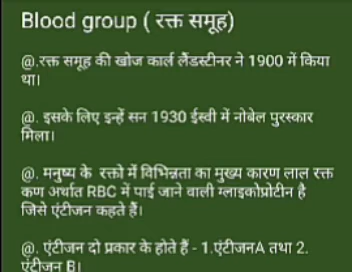 Blood group ( रक्त समूह)
@.रक्त समूह की खोज कार्ल लैंडस्टीनर ने 1900 में किया
था।
@. इसके लिए इन्हें सन 1930 ईस्वी में नोबेल पुरस्कार
मिला।
@. मनुष्य के रक्तो में विभिन्नता का मुख्य कारण लाल रक्त
कण अर्थात RBC में पाई जाने वाली ग्लाइकोप्रोटीन है
जिसे एंटीजन कहते हैं।
@. एंटीजन दो प्रकार के होते हैं - 1.एंटीजनA तथा 2.
एंटीजन B।